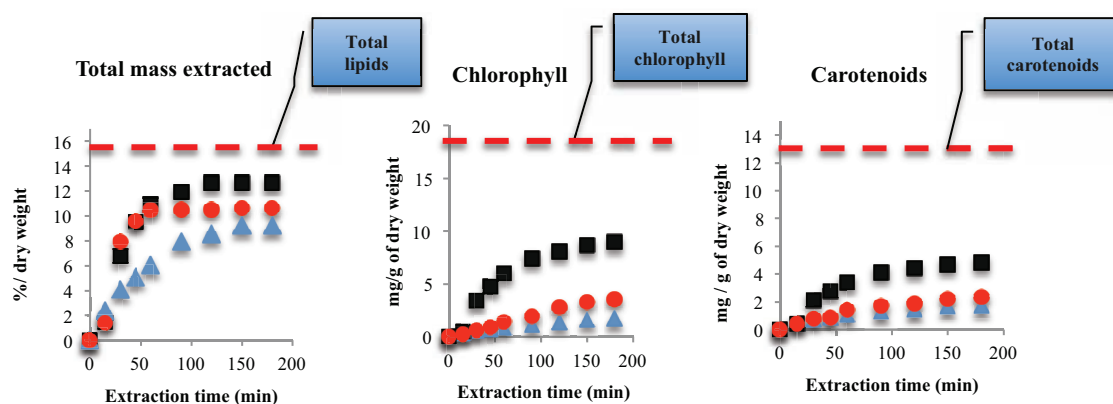 Total
lipids
Total mass extracted
16
14
12
10
8
6
4
2
0
%/ dry weight
0 50 100 150 200
Extraction time (min)
Total
chlorophyll
Chlorophyll
20
15
10
5
0
mg/g of dry weight
0 50 100 150 200
Extraction time (min)
Total
carotenoids
Carotenoids
14
12
10
8
6
4
2
0
mg / g of dry weight
0 50 100 150 200
Extraction time (min)